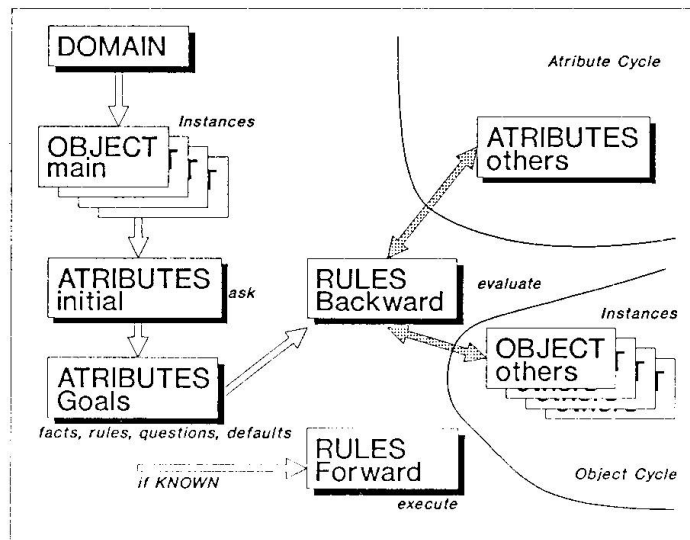 DOMAIN
Atribute Cycle
Instances
OBJECT
main
ATRIBUTES
others
ATRIBUTES
initial
ask
RULES
Backward
evaluate
Instances
OBJECT
others
ATRIBUTES
Goals
facts, rules, questions, defaults
RULES
Forward
if KNOWN
execute
Object Cycle